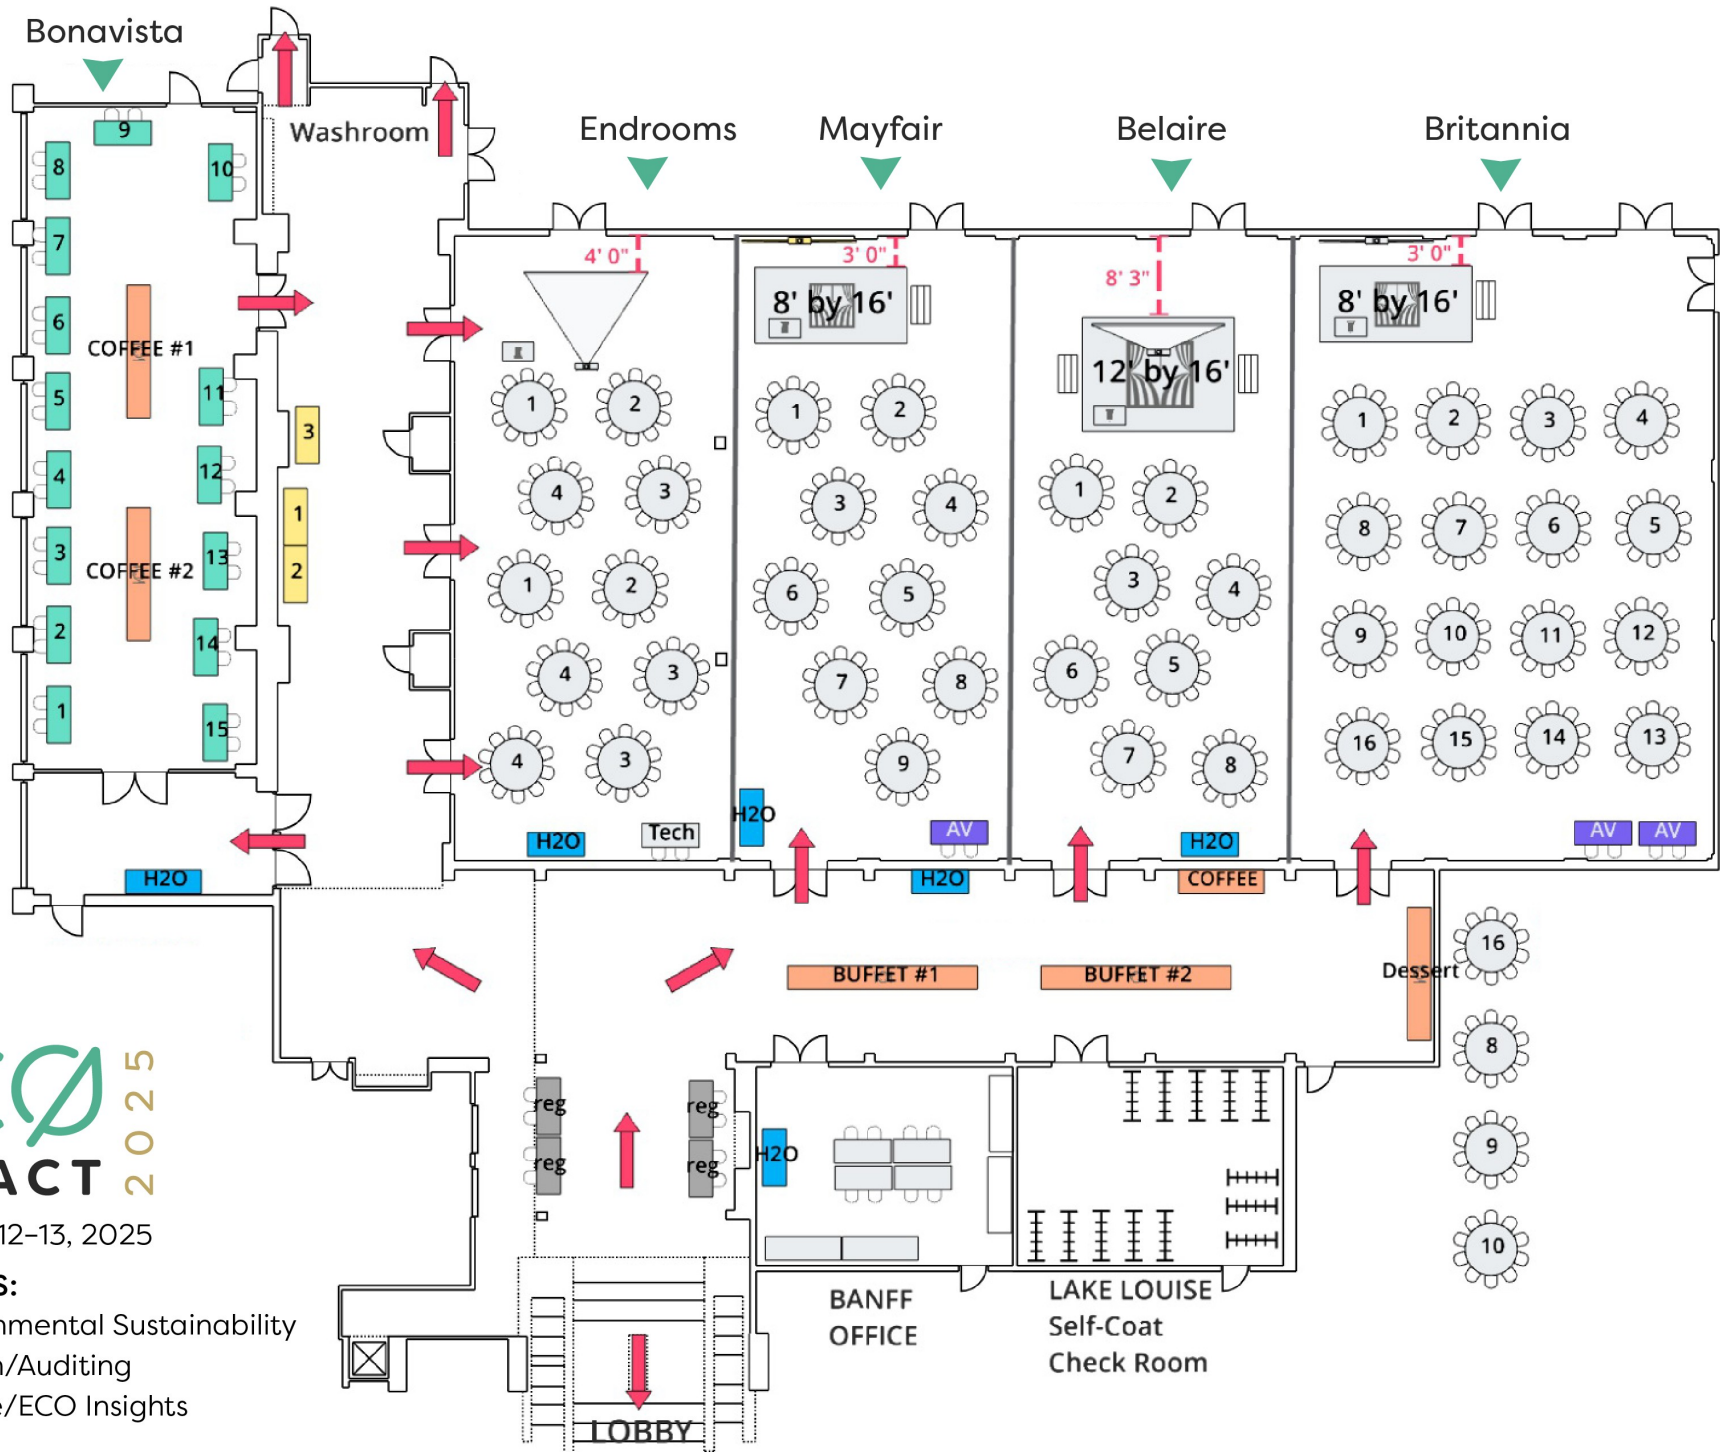 Bonavista
Washroom
Endrooms
Mayfair
Belaire
Britannia
9
8
10
7
6
COFFEE #1
5
11
4
12
3
COFFEE #2
13
2
14
1
15
3
1
2
H2O
4' 0"
1
2
4
3
1
2
4
3
4
3
H2O
Tech
3' 0"
8' by 16'
1
2
3
4
6
5
7
8
9
H2O
AV
H2O
8' 3"
12' by 16'
1
2
3
4
6
5
7
8
H2O
COFFEE
3' 0"
8' by 16'
1
2
3
4
8
7
6
5
9
10
11
12
16
15
14
13
AV
AV
BUFFET #1
BUFFET #2
Dessert
16
8
9
10
reg
reg
reg
reg
H2O
BANFF
OFFICE
LAKE LOUISE
Self-Coat
Check Room
LOBBY
2025
ACT
12–13, 2025
S:
nmental Sustainability
n/Auditing
e/ECO Insights